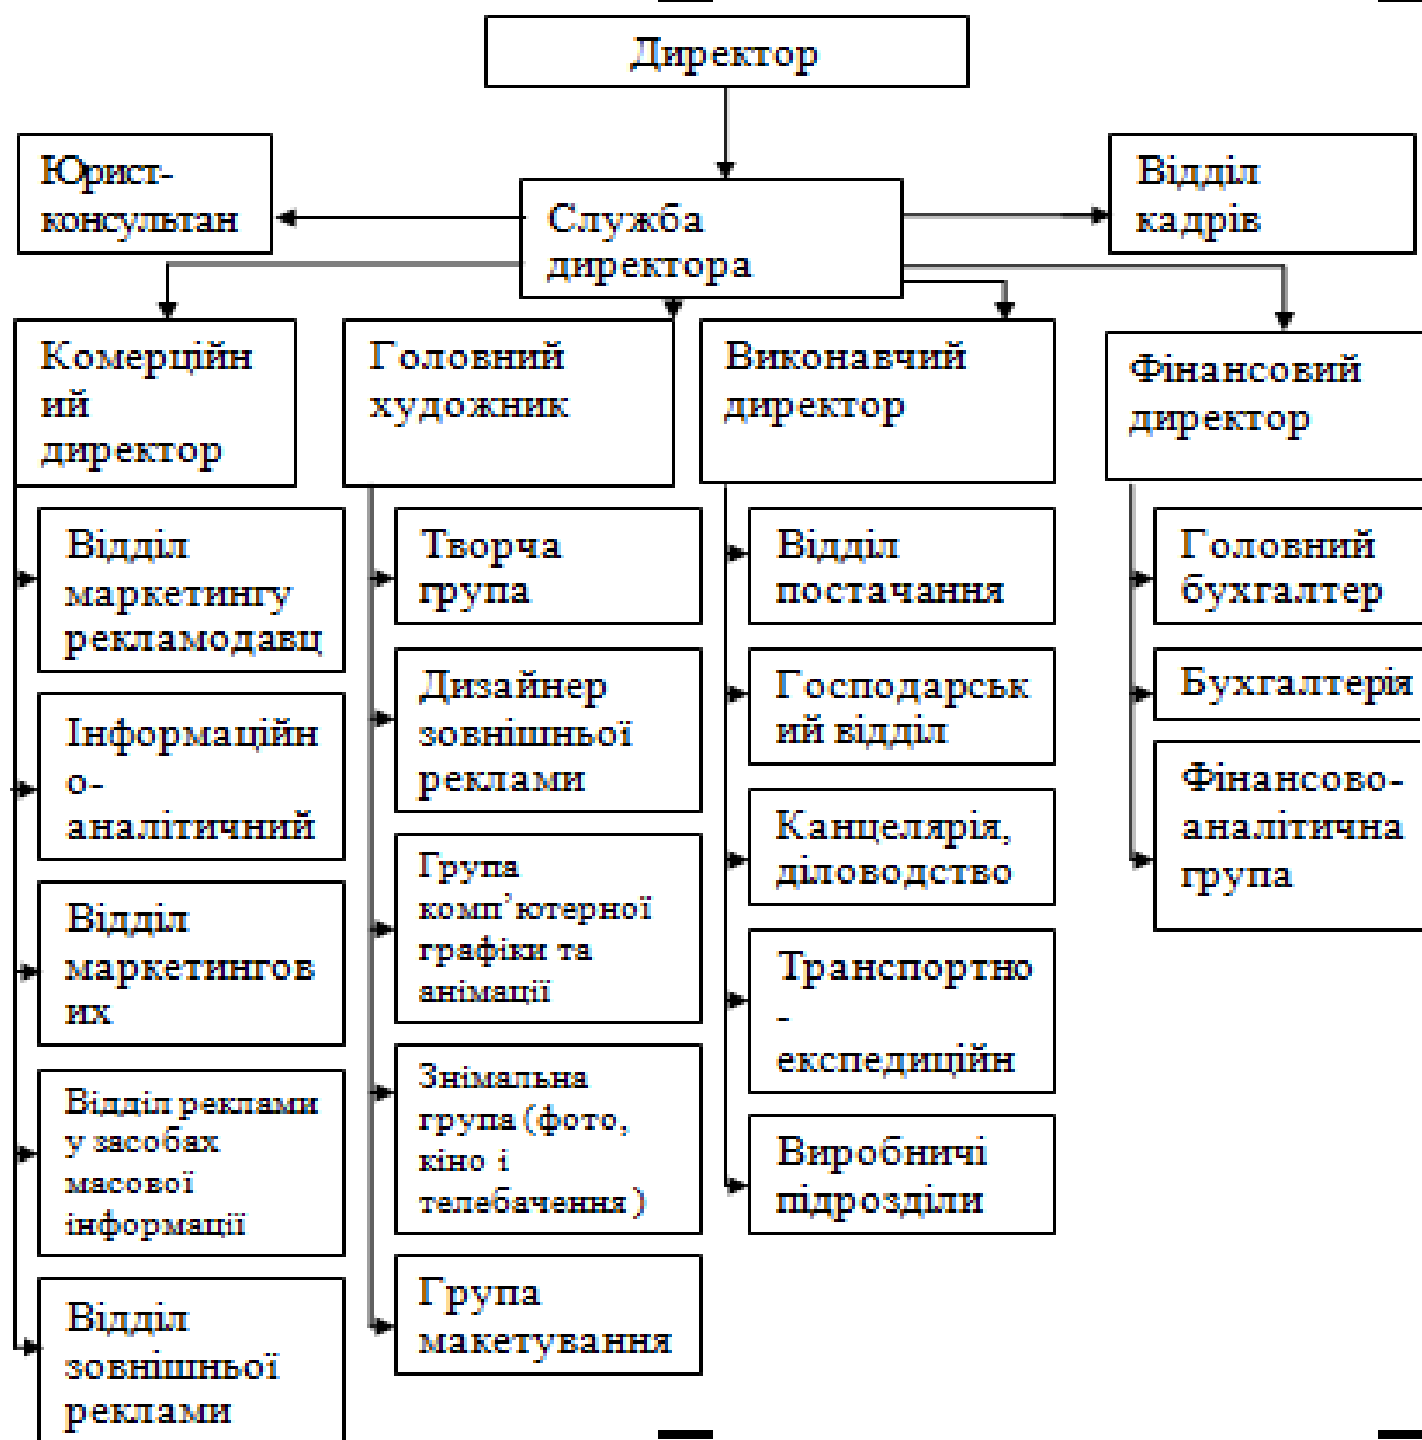 Директор
Юрист-
консультан
Служба
директора
Відділ
кадрів
Комерційн
ий
директор
Головний
художник
Виконавчий
директор
Фінансовий
директор
Відділ
маркетингу
рекламодавц
Інформаційн
о-
аналітичний
Відділ
маркетингов
их
Відділ реклами
у засобах
масової
інформації
Відділ
зовнішньої
реклами
Творча
група
Дизайнер
зовнішньої
реклами
Група
комп’ютерної
графіки та
анімації
Знімальна
група (фото,
кіно і
телебачення)
Група
макетування
Відділ
постачання
Господарськ
ий відділ
Канцелярія,
діловодство
Транспортно
-
експедиційн
Виробничі
підрозділи
Головний
бухгалтер
Бухгалтерія
Фінансово-
аналітична
група